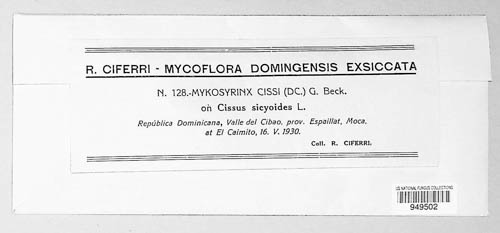 R. CIFERRI - MYCOFLORA DOMINGENSIS EXSICCATA
N. 128.-MYKOSYRINX CISSI (DC.) G. Beck.
on Cissus sicyoides L.
República Dominicana, Valle del Cibao, prov. Espaillat, Moca,
at El Caimito, 16. V. 1930.
Coll. R. CIFERRI.
US NATIONAL FUNGUS COLLECTIONS
949502